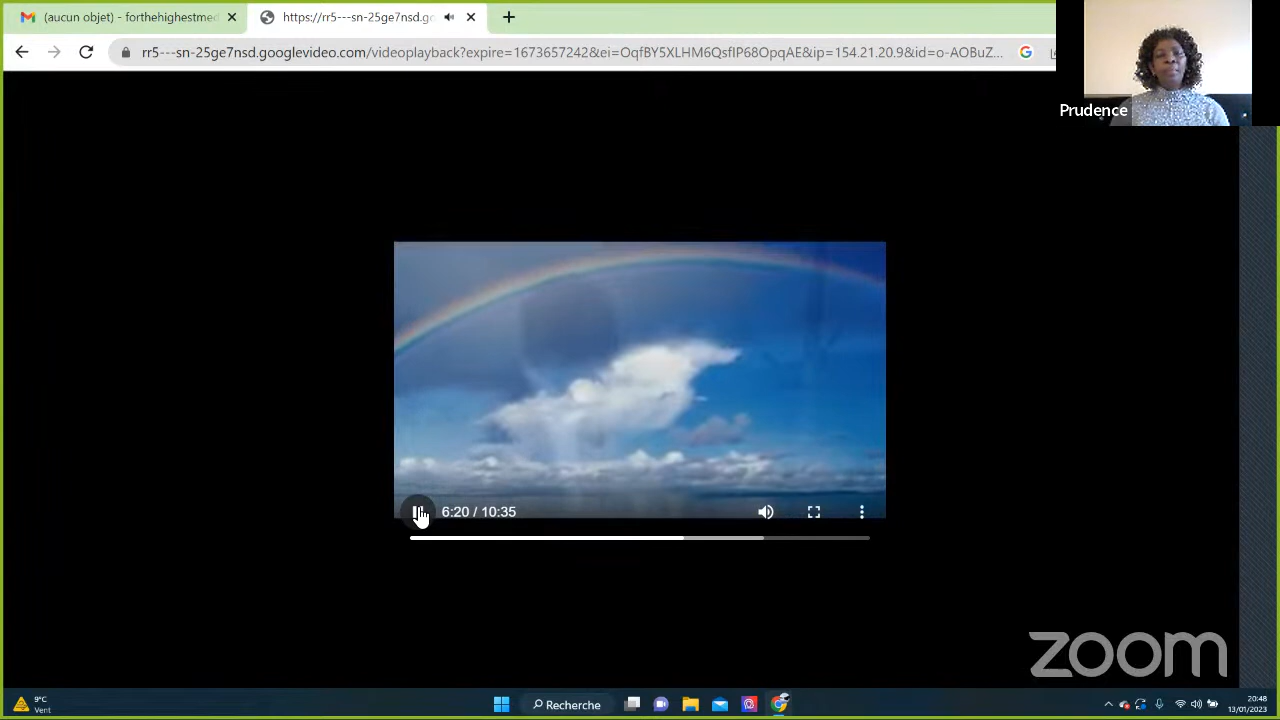 (aucun objet) - forthehighestmed
https://rr5---sn-25ge7nsd.go
rr5---sn-25ge7nsd.googlevideo.com/videoplayback?expire=1673657242&ei=OqfBY5XLHM6QsfIP68OpqAE&ip=154.21.20.9&id=o-AOBuZ...
Prudence
6:20 / 10:35
zoom
9°C
Vent
Recherche
20:48
13/01/2023